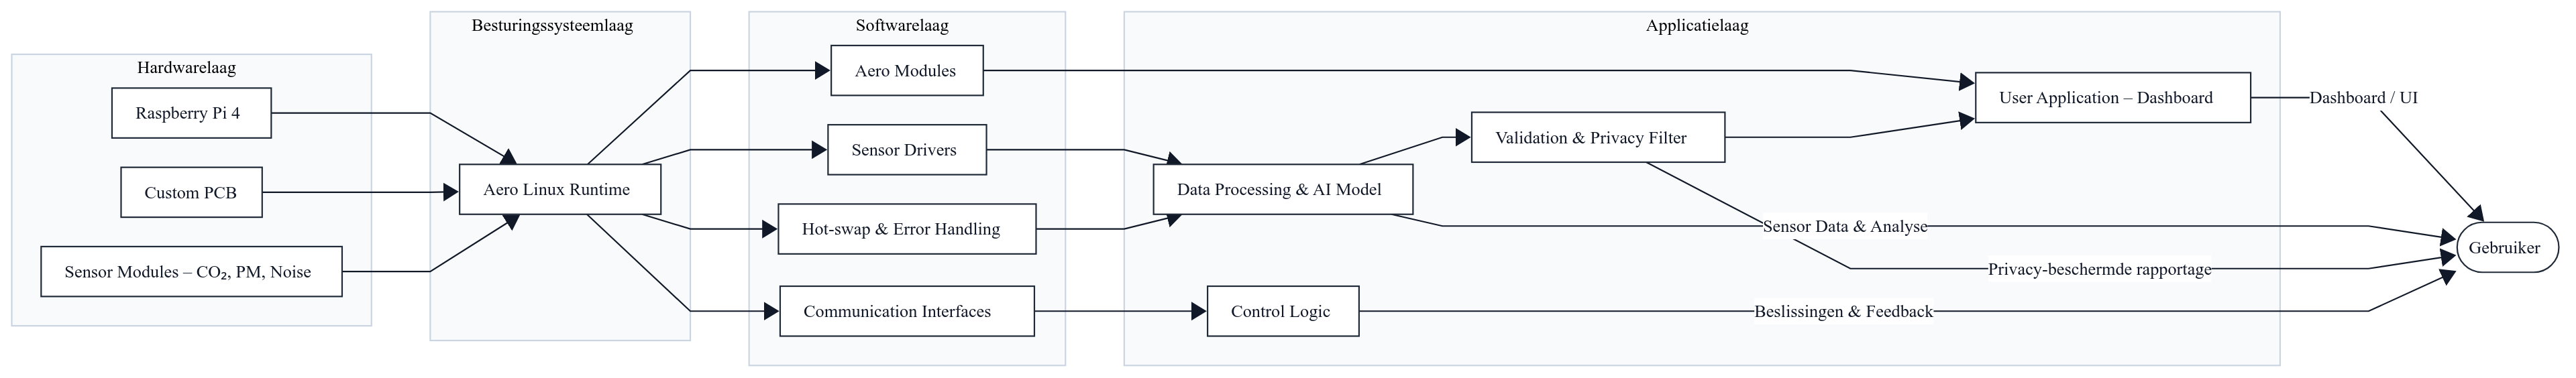 Hardwarelaag
Raspberry Pi 4
Custom PCB
Sensor Modules – CO₂, PM, Noise
Besturingssysteemlaag
Aero Linux Runtime
Softwarelaag
Aero Modules
Sensor Drivers
Hot-swap & Error Handling
Communication Interfaces
Applicatielaag
Data Processing & AI Model
Validation & Privacy Filter
User Application – Dashboard
Control Logic
Sensor Data & Analyse
Privacy-beschermde rapportage
Beslissingen & Feedback
Dashboard / UI
Gebruiker